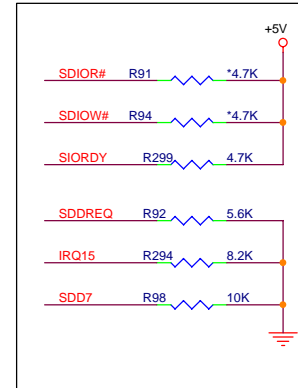 +5V
SDIOR# R91 *4.7K
SDIOW# R94 *4.7K
SIORDY R299 4.7K
SDDREQ R92 5.6K
IRQ15 R294 8.2K
SDD7 R98 10K